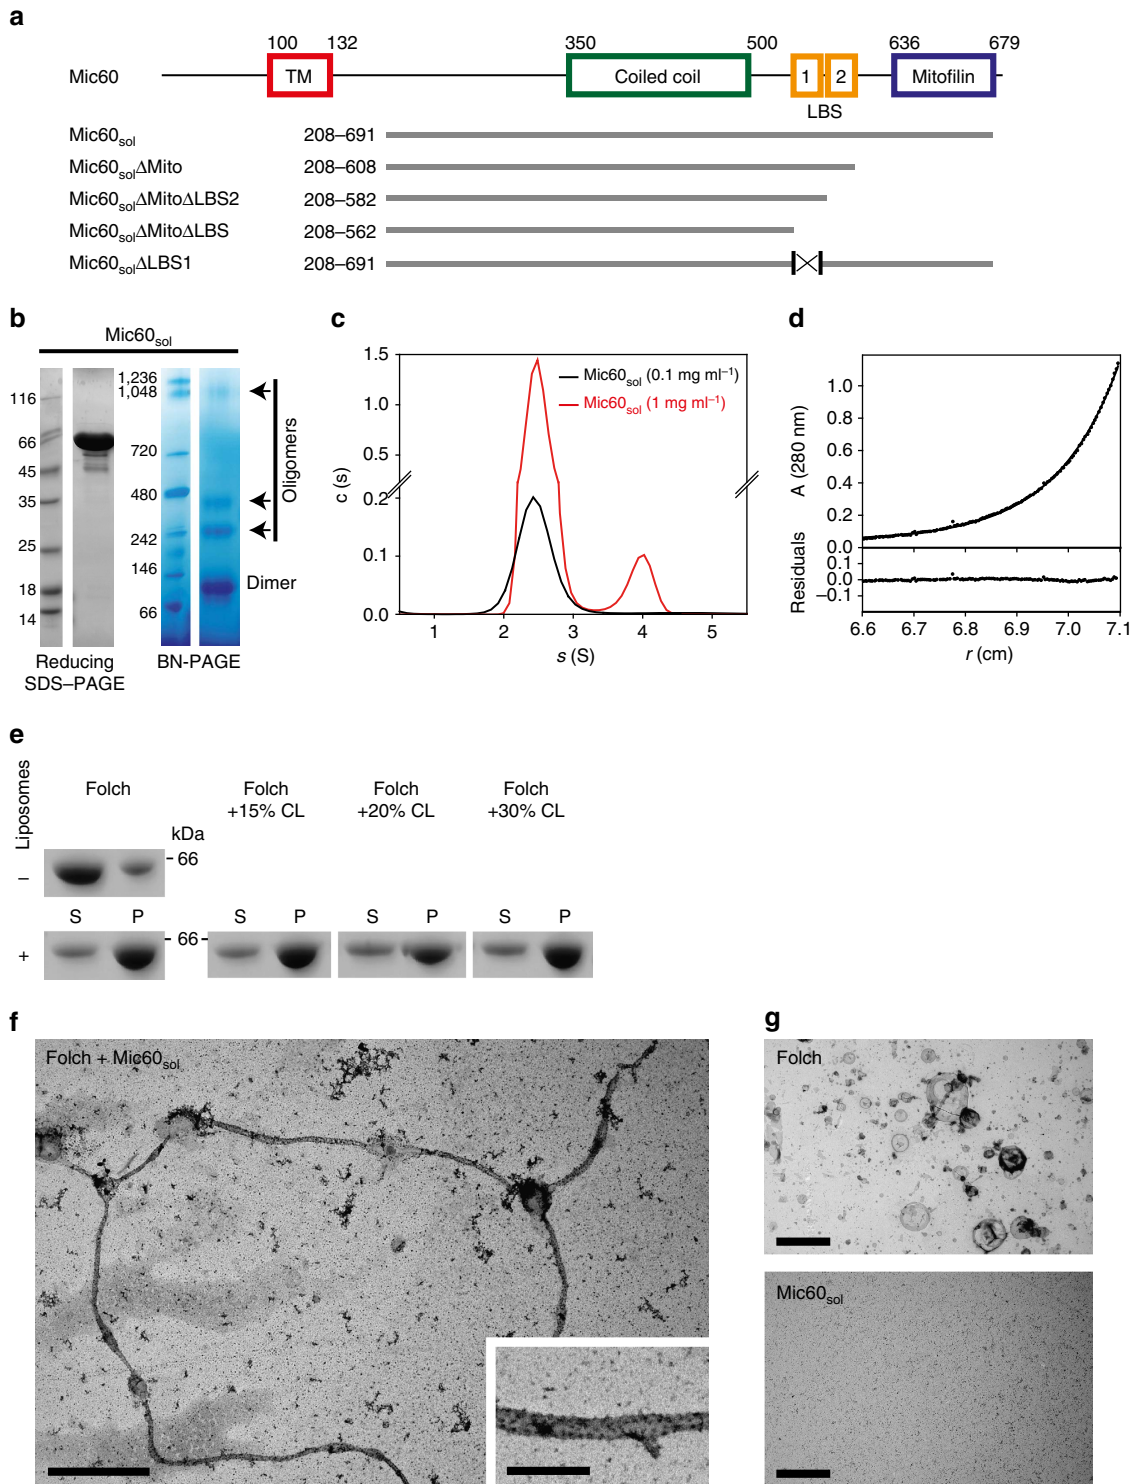 a
100 132 350 500 636 679
Mic60 TM Coiled coil 1 2 Mitofilin
LBS
Mic60sol 208–691
Mic60solΔMito 208–608
Mic60solΔMitoΔLBS2 208–582
Mic60solΔMitoΔLBS 208–562
Mic60solΔLBS1 208–691
b
Mic60sol
116
66
45
35
25
18
14
Reducing
SDS–PAGE
1,236
1,048
720
480
242
146
66
Oligomers
Dimer
BN-PAGE
c
1.5
1.0
0.5
0.2
0.1
0.0
c (s)
Mic60sol (0.1 mg ml⁻¹)
Mic60sol (1 mg ml⁻¹)
1 2 3 4 5
s (S)
d
A (280 nm)
1.0
0.8
0.6
0.4
0.2
0.0
Residuals
0.1
0.0
–0.1
6.6 6.7 6.8 6.9 7.0 7.1
r (cm)
e
Liposomes
Folch
Folch
+15% CL
Folch
+20% CL
Folch
+30% CL
kDa
– 66
–
S P S P S P S P
– 66 –
+
f
Folch + Mic60sol
g
Folch
Mic60sol